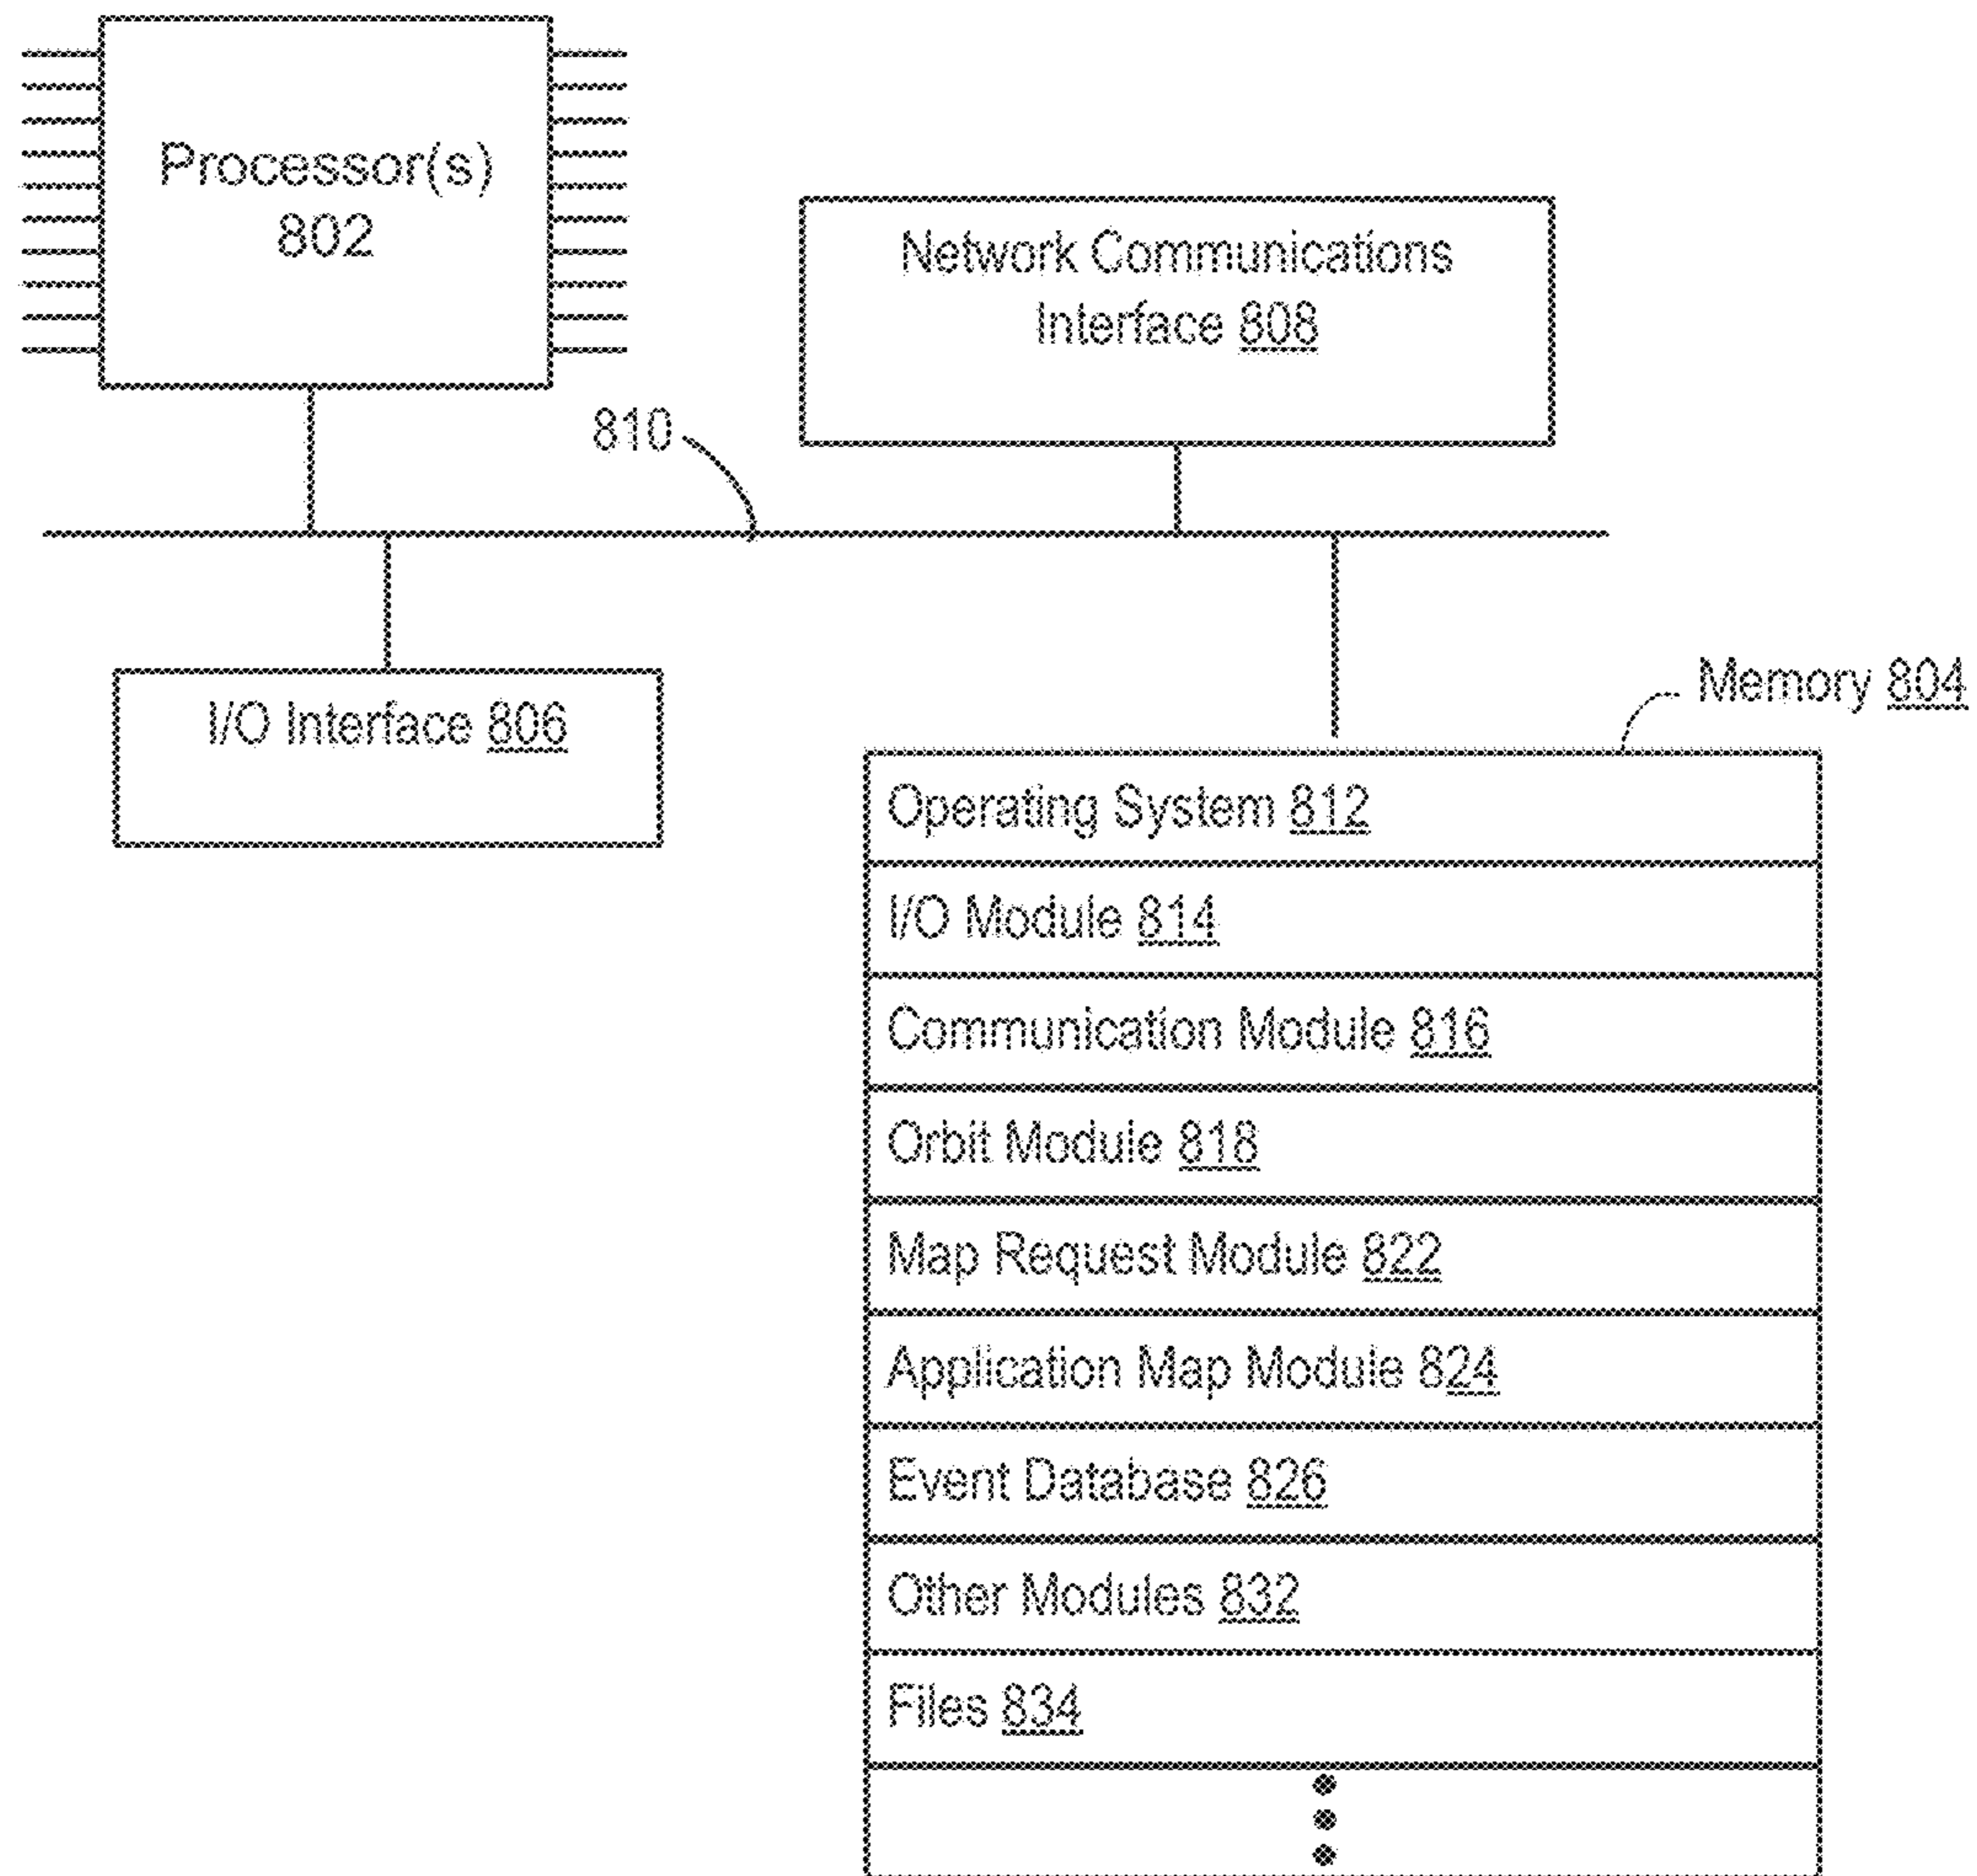 Processor(s)
802
Network Communications
Interface 808
810
I/O Interface 806
Memory 804
Operating System 812
I/O Module 814
Communication Module 816
Orbit Module 818
Map Request Module 822
Application Map Module 824
Event Database 826
Other Modules 832
Files 834